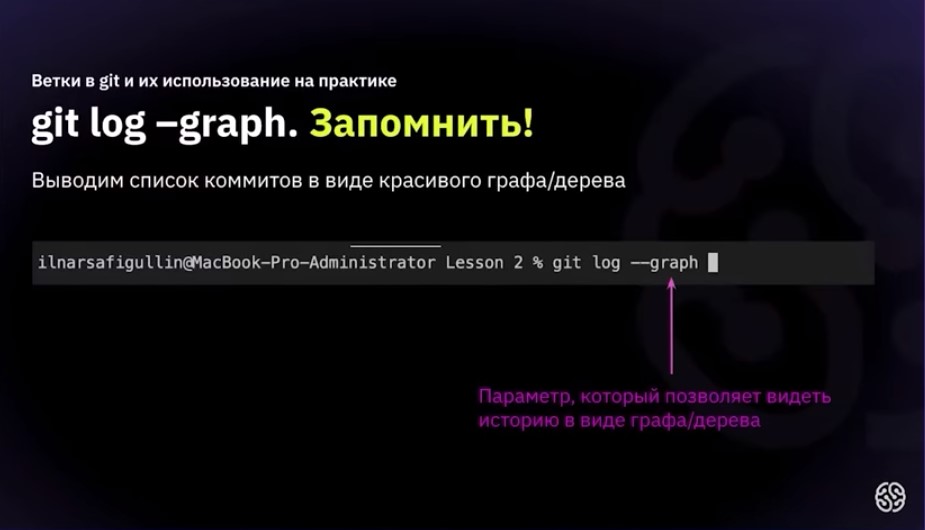 Ветки в git и их использование на практике
git log –graph. Запомнить!
Выводим список коммитов в виде красивого графа/дерева
ilnarsafigullin@MacBook-Pro-Administrator Lesson 2 % git log --graph
Параметр, который позволяет видеть
историю в виде графа/дерева